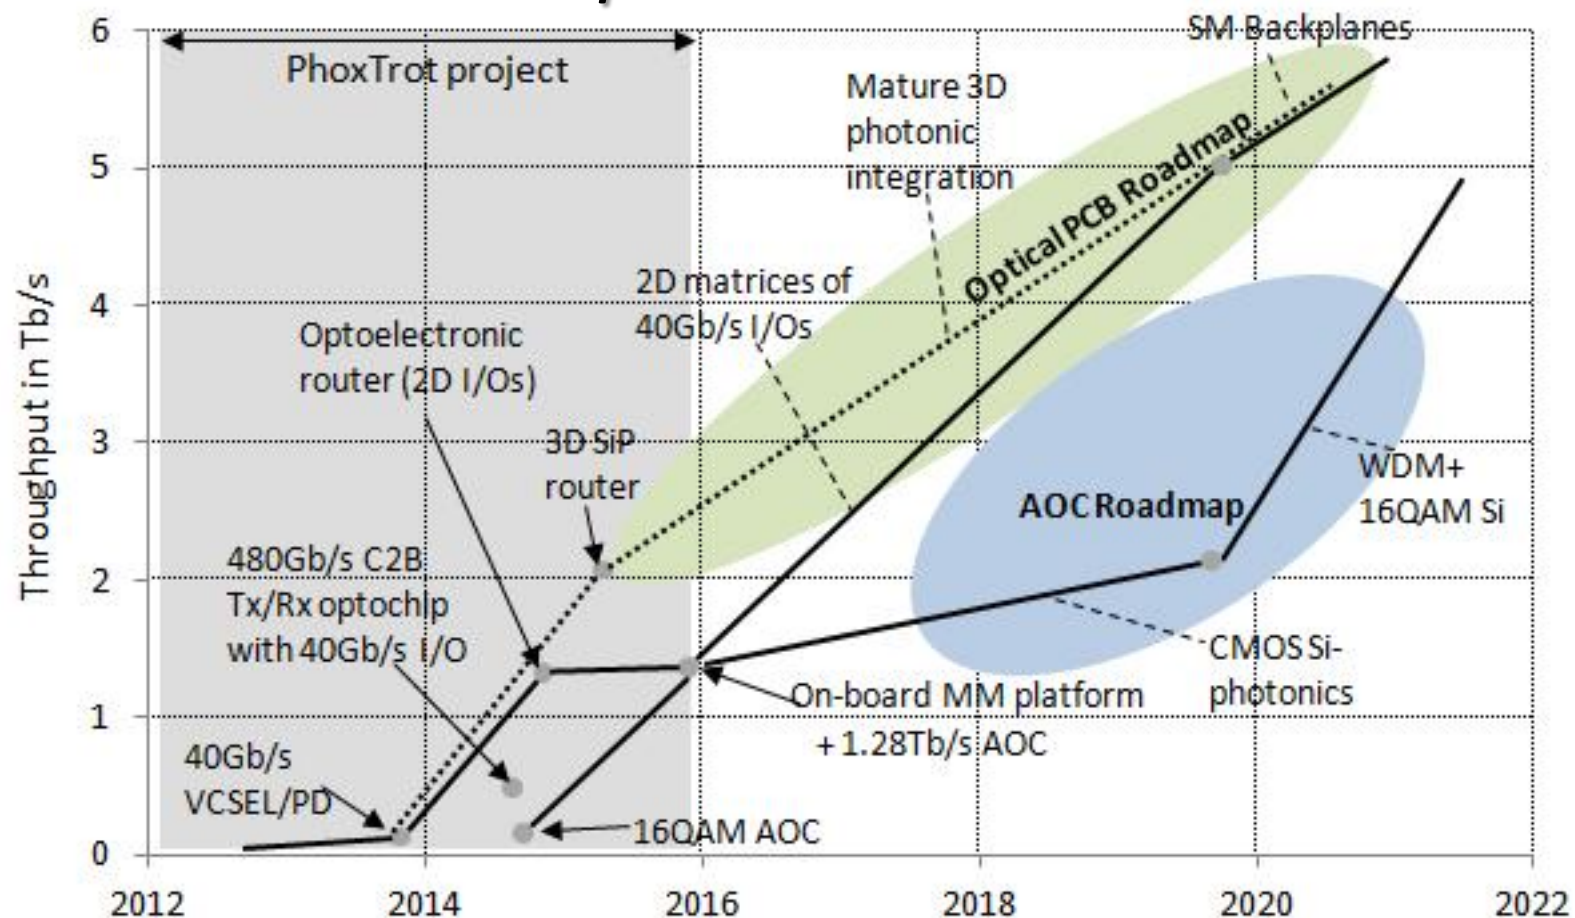 SM Backplanes
PhoxTrot project
Mature 3D
photonic
integration
Optical PCB Roadmap
2D matrices of
40Gb/s I/Os
Optoelectronic
router (2D I/Os)
3D SiP
router
AOC Roadmap
WDM+
16QAM Si
480Gb/s C2B
Tx/Rx optochip
with 40Gb/s I/O
CMOS Si-
photonics
On-board MM platform
+ 1.28Tb/s AOC
40Gb/s
VCSEL/PD
16QAM AOC
Throughput in Tb/s
6
5
4
3
2
1
0
2012 2014 2016 2018 2020 2022